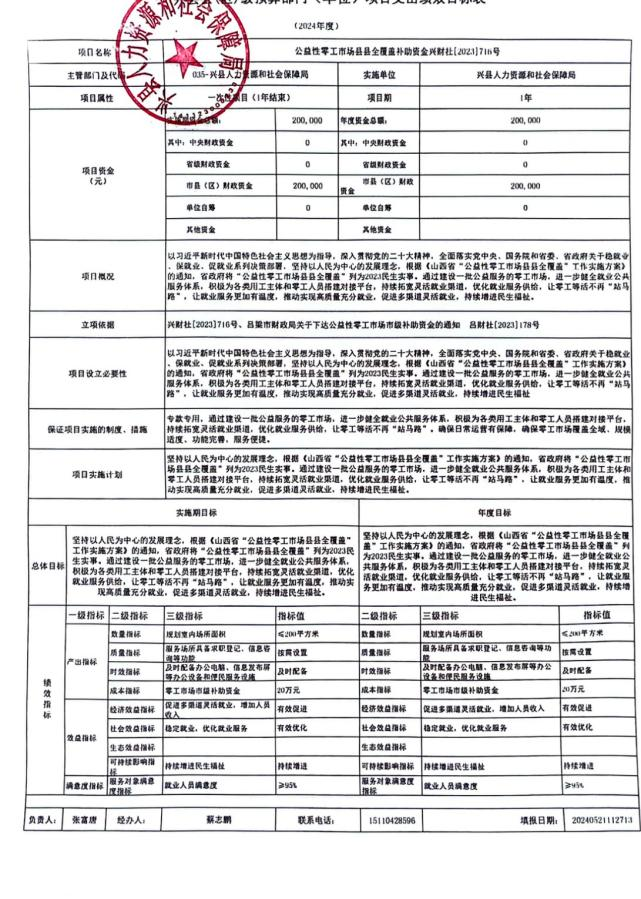 级预算部门（单位）项目支出绩效目标表
（2024年度）
项目名称 公益性零工市场县县全覆盖补助资金兴财社[2023]716号
主管部门及代码 035-兴县人力资源和社会保障局 实施单位 兴县人力资源和社会保障局
项目属性 一次性项目（1年结束） 项目期 1年
项目资金（元） 实施期资金总额： 200,000 年度资金总额： 200,000
其中：中央财政资金 0 其中：中央财政资金 0
省级财政资金 0 省级财政资金 0
市县（区）财政资金 200,000 市县（区）财政资金 200,000
单位自筹 0 单位自筹 0
其他资金 其他资金
项目概况
以习近平新时代中国特色社会主义思想为指导，深入贯彻党的二十大精神，全面落实党中央、国务院和省委、省政府关于稳就业
、保就业、促就业系列决策部署，坚持以人民为中心的发展理念，根据《山西省“公益性零工市场县县全覆盖”工作实施方案》
的通知，省政府将“公益性零工市场县县全覆盖”列为2023民生实事。通过建设一批公益服务的零工市场，进一步健全就业公共
服务体系，积极为各类用工主体和零工人员搭建对接平台，持续拓宽灵活就业渠道，优化就业服务供给，让零工等活不再“站马
路”，让就业服务更加有温度，推动实现高质量充分就业，促进多渠道灵活就业，持续增进民生福祉。
立项依据 兴财社[2023]716号、吕梁市财政局关于下达公益性零工市场市级补助资金的通知 吕财社[2023]178号
项目设立必要性
以习近平新时代中国特色社会主义思想为指导，深入贯彻党的二十大精神，全面落实党中央、国务院和省委、省政府关于稳就业
、保就业、促就业系列决策部署，坚持以人民为中心的发展理念，根据《山西省“公益性零工市场县县全覆盖”工作实施方案》
的通知，省政府将“公益性零工市场县县全覆盖”列为2023民生实事。通过建设一批公益服务的零工市场，进一步健全就业公共
服务体系，积极为各类用工主体和零工人员搭建对接平台，持续拓宽灵活就业渠道，优化就业服务供给，让零工等活不再“站马
路”，让就业服务更加有温度，推动实现高质量充分就业，促进多渠道灵活就业，持续增进民生福祉
保证项目实施的制度、措施
专款专用，通过建设一批公益服务的零工市场，进一步健全就业公共服务体系，积极为各类用工主体和零工人员搭建对接平台，
持续拓宽灵活就业渠道，优化就业服务供给，让零工等活不再“站马路”。确保日常运营有保障，确保零工市场覆盖全域、规模
适度、功能完善，服务便捷。
项目实施计划
坚持以人民为中心的发展理念，根据《山西省“公益性零工市场县县全覆盖”工作实施方案》的通知，省政府将“公益性零工市
场县县全覆盖”列为2023民生实事。通过建设一批公益服务的零工市场，进一步健全就业公共服务体系，积极为各类用工主体和
零工人员搭建对接平台，持续拓宽灵活就业渠道，优化就业服务供给，让零工等活不再“站马路”，让就业服务更加有温度，推
动实现高质量充分就业，促进多渠道灵活就业，持续增进民生福祉。
实施期目标 年度目标
总体目标
坚持以人民为中心的发展理念，根据《山西省“公益性零工市场县县全覆盖”
工作实施方案》的通知，省政府将“公益性零工市场县县全覆盖”列为2023民
生实事。通过建设一批公益服务的零工市场，进一步健全就业公共服务体系，
积极为各类用工主体和零工人员搭建对接平台，持续拓宽灵活就业渠道，优化
就业服务供给，让零工等活不再“站马路”，让就业服务更加有温度，推动实
现高质量充分就业，促进多渠道灵活就业，持续增进民生福祉。
坚持以人民为中心的发展理念，根据《山西省“公益性零工市场县县全覆
盖”工作实施方案》的通知，省政府将“公益性零工市场县县全覆盖”列为2023
民生实事。通过建设一批公益服务的零工市场，进一步健全就业公共服务
体系，积极为各类用工主体和零工人员搭建对接平台，持续拓宽灵活就业
渠道，优化就业服务供给，让零工等活不再“站马路”，让就业服务更加
有温度，推动实现高质量充分就业，促进多渠道灵活就业，持续增
进民生福祉。
绩效指标 一级指标 二级指标 三级指标 指标值 二级指标 三级指标 指标值
产出指标 数量指标 规划室内场所面积 ≤200平方米 数量指标 规划室内场所面积 ≤200平方米
质量指标 服务场所具备求职登记、信息咨询等功能 按需设置 质量指标 服务场所具备求职登记、信息咨询等功能 按需设置
时效指标 及时配备办公电脑、信息发布屏等办公设备和便民服务设施 及时配备 时效指标 及时配备办公电脑、信息发布屏等办公设备和便民服务设施 及时配备
成本指标 零工市场市级补助资金 20万元 成本指标 零工市场市级补助资金 20万元
效益指标 经济效益指标 促进多渠道灵活就业，增加人员收入 有效促进 经济效益指标 促进多渠道灵活就业，增加人员收入 有效促进
社会效益指标 稳定就业，优化就业服务 有效优化 社会效益指标 稳定就业，优化就业服务 有效优化
生态效益指标 生态效益指标
可持续影响指标 持续增进民生福祉 持续增进 可持续影响指标 持续增进民生福祉 持续增进
满意度指标 服务对象满意度指标 就业人员满意度 ≥95% 服务对象满意度指标 就业人员满意度 ≥95%
负责人： 张富唐 经办人： 蔡志鹏 联系电话： 15110428596 填报日期： 20240521112713
兴县人力资源和社会保障局